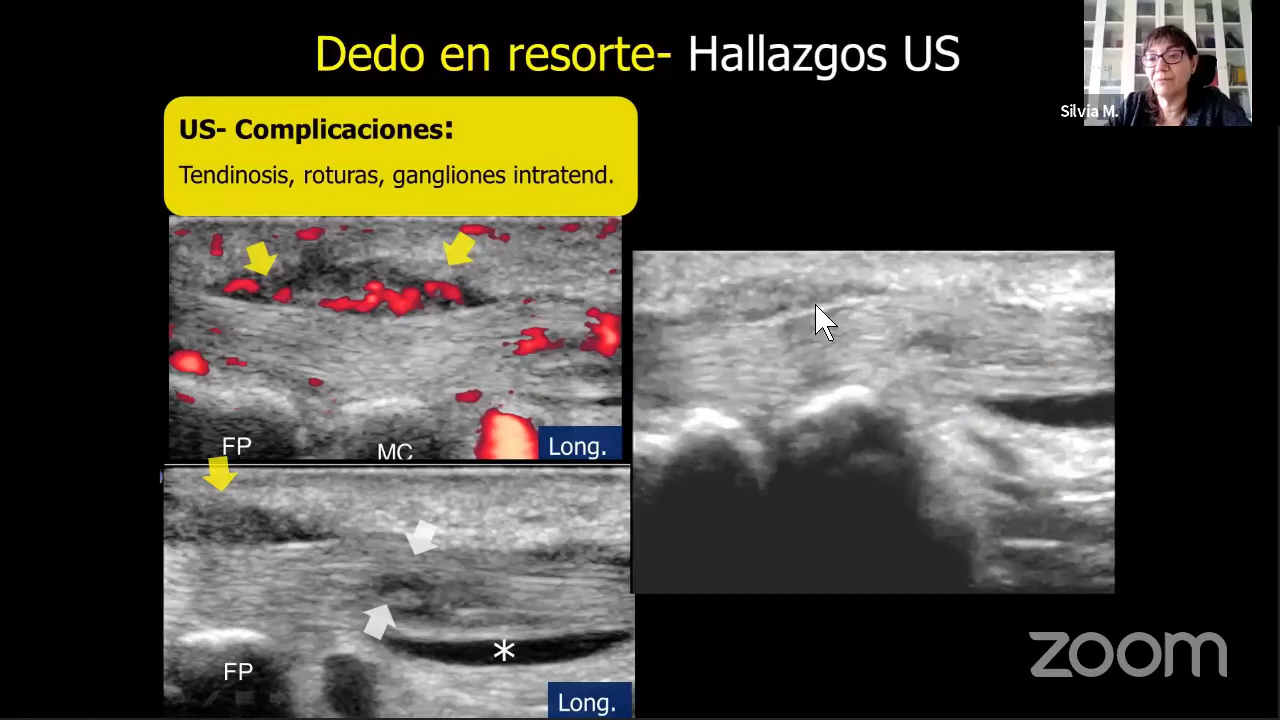 Dedo en resorte- Hallazgos US
Silvia M.
US- Complicaciones:
Tendinosis, roturas, gangliones intratend.
FP
MC
Long.
FP
*
Long.
zoom